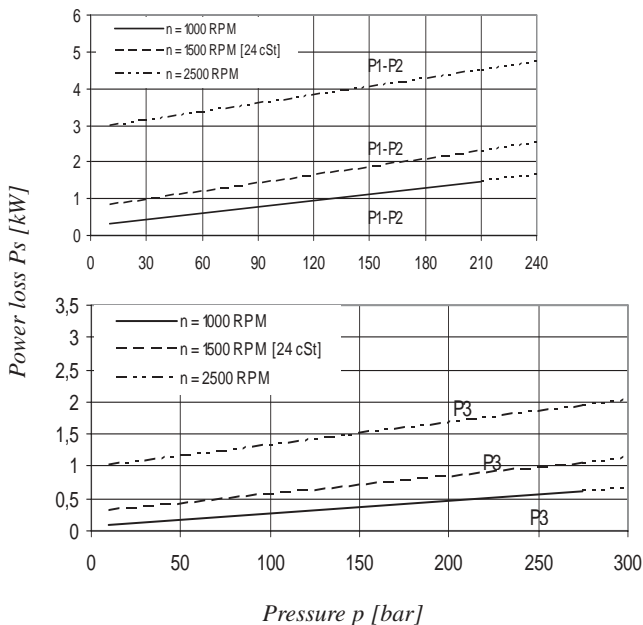 6
n = 1000 RPM
n = 1500 RPM [24 cSt]
n = 2500 RPM
5
4
3
2
1
0
P1-P2
P1-P2
P1-P2
0 30 60 90 120 150 180 210 240
Power loss Ps [kW]
3,5
n = 1000 RPM
3
n = 1500 RPM [24 cSt]
2,5
n = 2500 RPM
2
1,5
1
0,5
0
P3
P3
P3
0 50 100 150 200 250 300
Pressure p [bar]